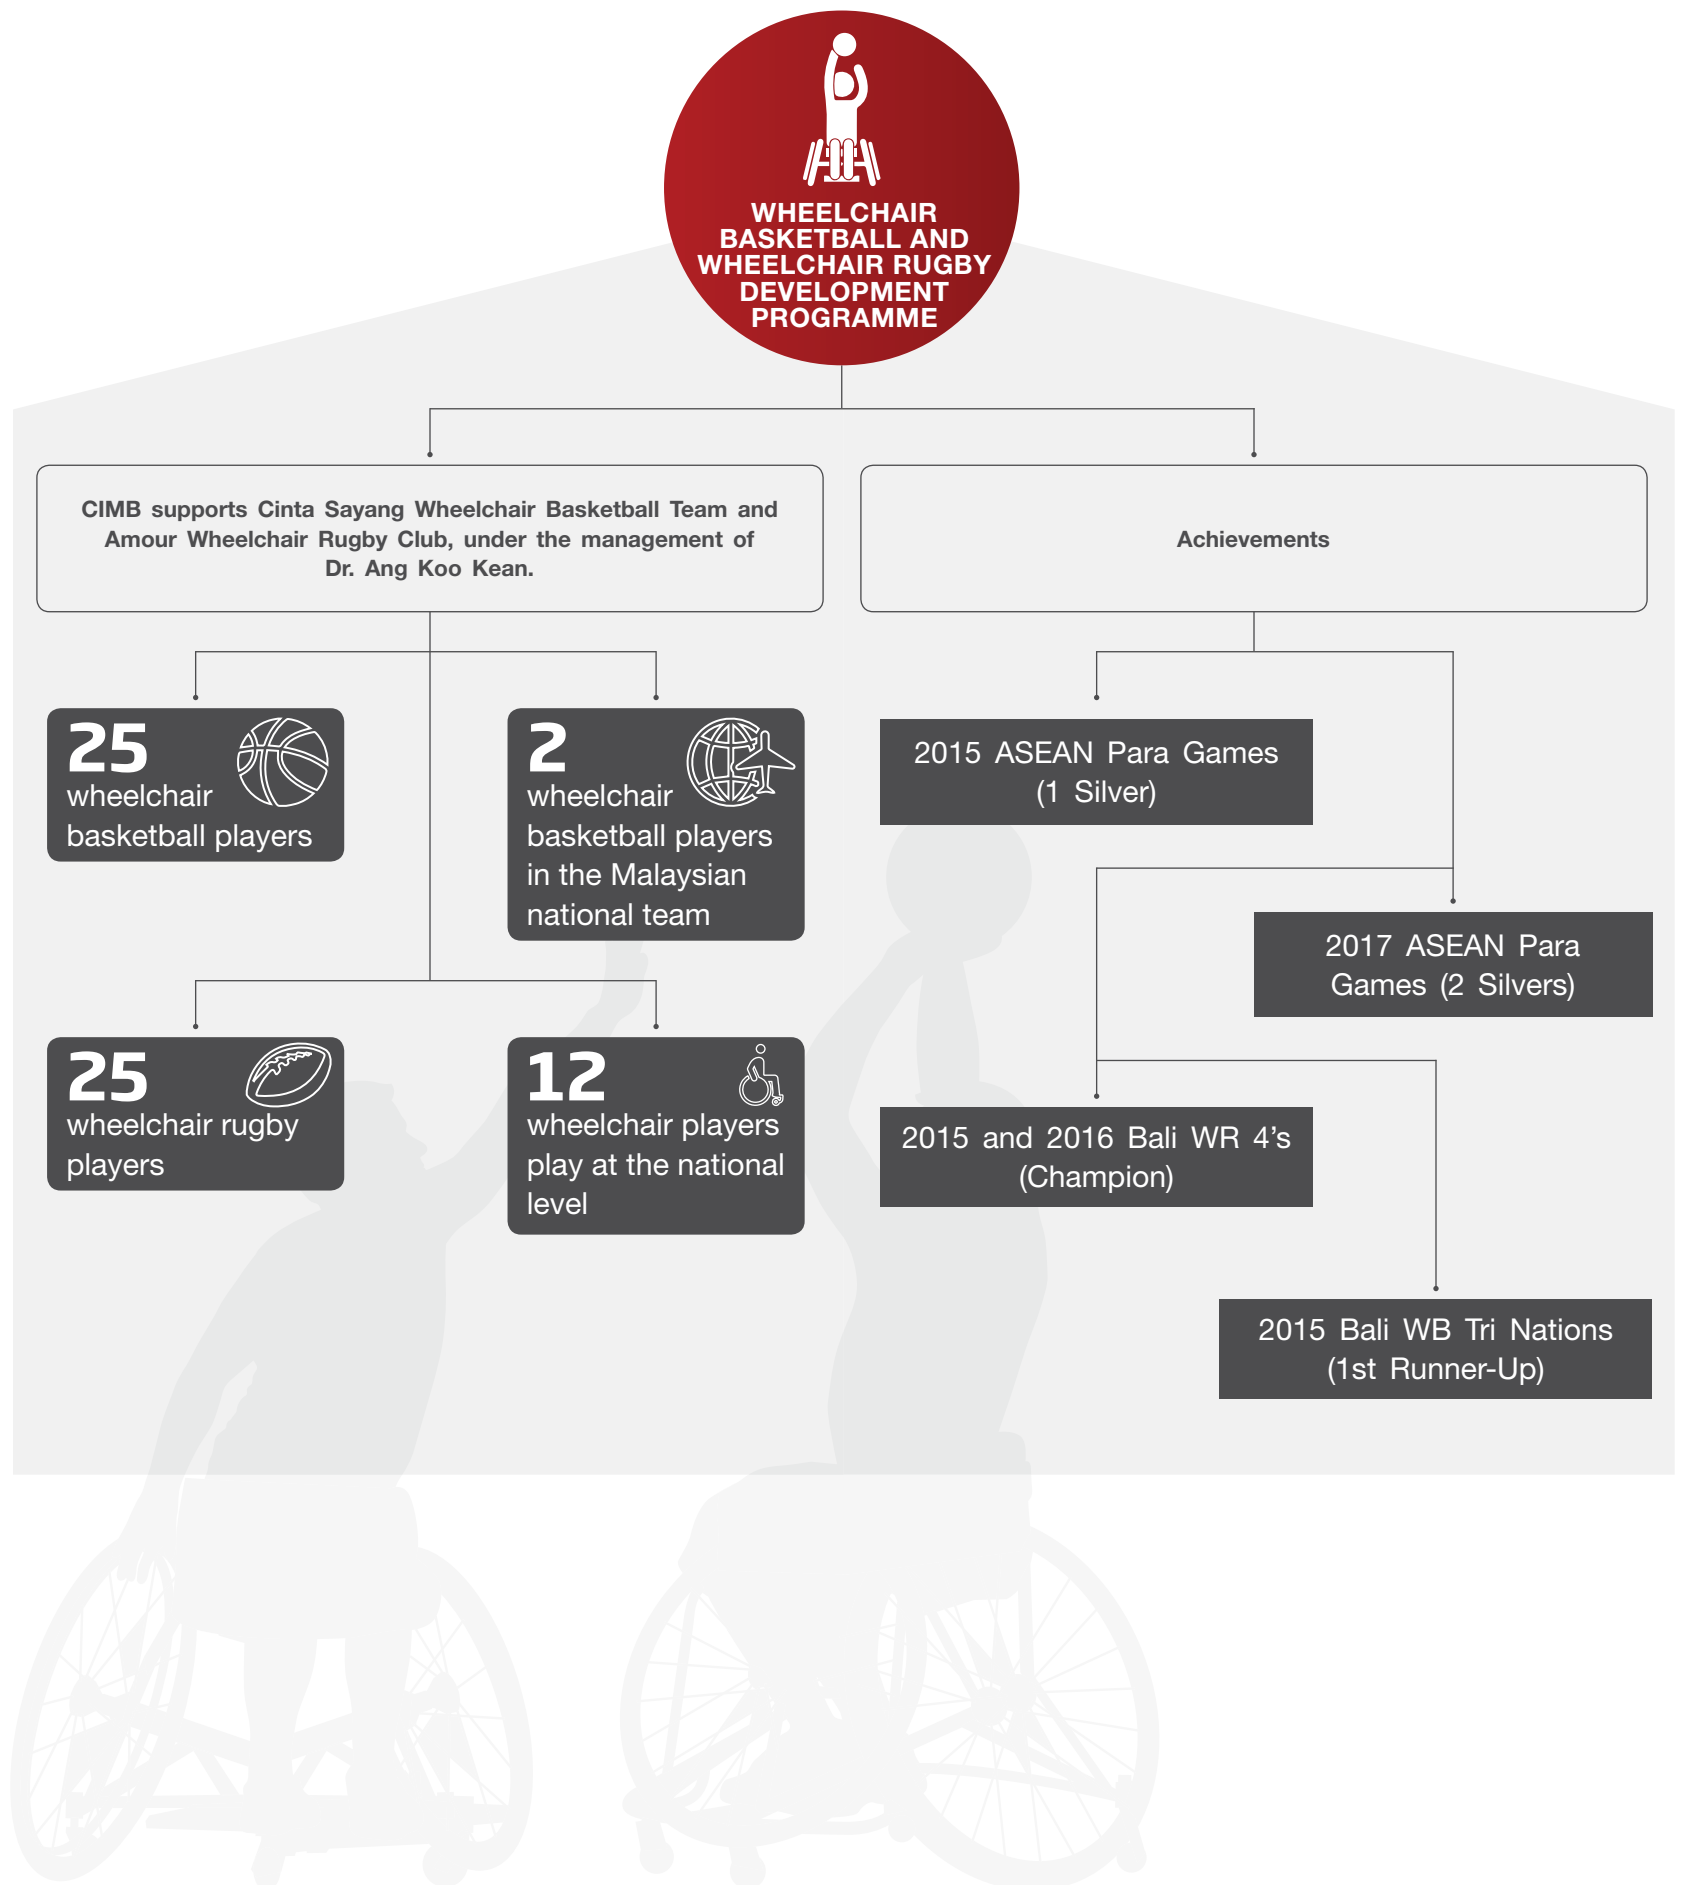 WHEELCHAIR
BASKETBALL AND
WHEELCHAIR RUGBY
DEVELOPMENT
PROGRAMME
CIMB supports Cinta Sayang Wheelchair Basketball Team and
Amour Wheelchair Rugby Club, under the management of
Dr. Ang Koo Kean.
25
wheelchair
basketball players
2
wheelchair
basketball players
in the Malaysian
national team
25
wheelchair rugby
players
12
wheelchair players
play at the national
level
Achievements
2015 ASEAN Para Games
(1 Silver)
2017 ASEAN Para
Games (2 Silvers)
2015 and 2016 Bali WR 4’s
(Champion)
2015 Bali WB Tri Nations
(1st Runner-Up)